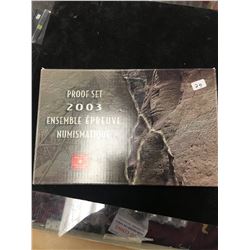 PROOF SET
2003
ENSEMBLE ÉPREUVE
NUMISMATIQUE